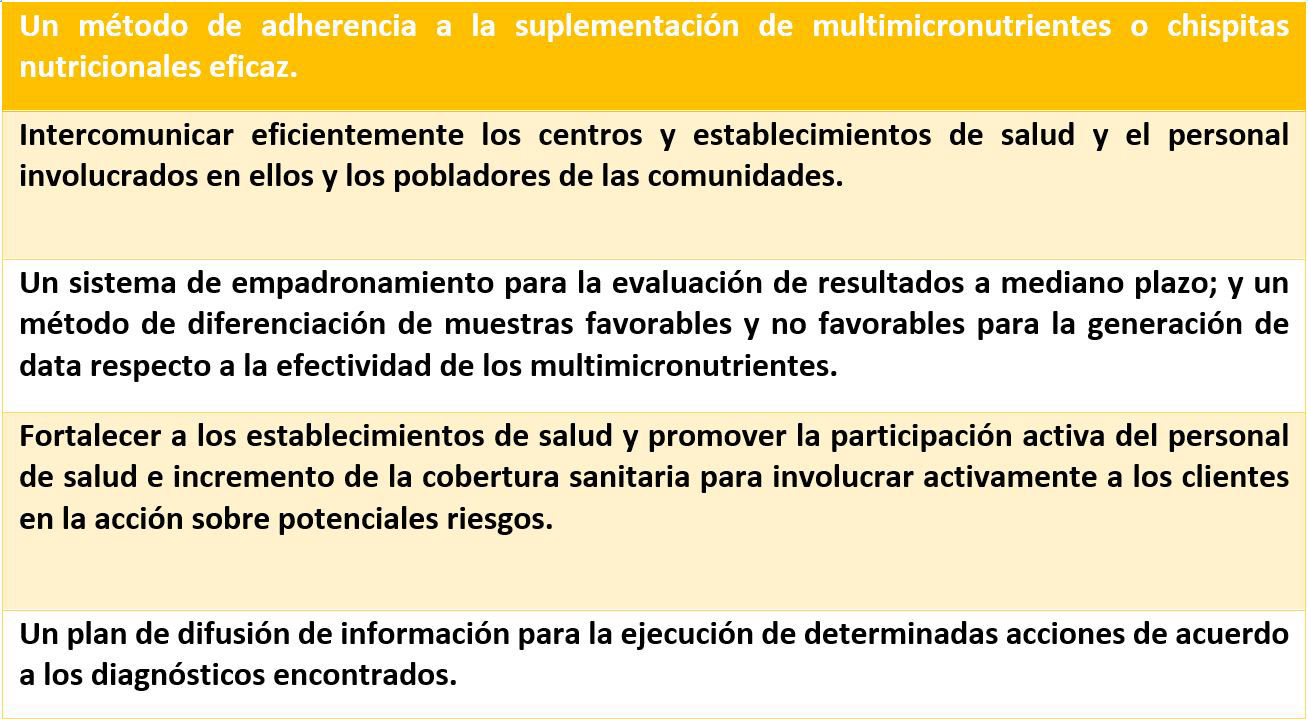 Un método de adherencia a la suplementación de multimicronutrientes o chispitas
nutricionales eficaz.
Intercomunicar eficientemente los centros y establecimientos de salud y el personal
involucrados en ellos y los pobladores de las comunidades.
Un sistema de empadronamiento para la evaluación de resultados a mediano plazo; y un
método de diferenciación de muestras favorables y no favorables para la generación de
data respecto a la efectividad de los multimicronutrientes.
Fortalecer a los establecimientos de salud y promover la participación activa del personal
de salud e incremento de la cobertura sanitaria para involucrar activamente a los clientes
en la acción sobre potenciales riesgos.
Un plan de difusión de información para la ejecución de determinadas acciones de acuerdo
a los diagnósticos encontrados.